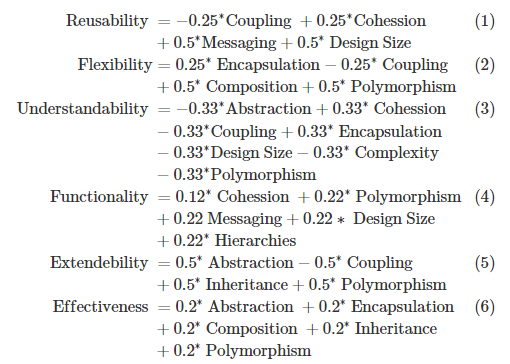 Reusability = −0.25*Coupling + 0.25*Cohession (1)
+ 0.5*Messaging + 0.5* Design Size
Flexibility = 0.25* Encapsulation − 0.25* Coupling (2)
+ 0.5* Composition + 0.5* Polymorphism
Understandability = −0.33*Abstraction + 0.33* Cohession (3)
− 0.33*Coupling + 0.33* Encapsulation
− 0.33*Design Size − 0.33* Complexity
− 0.33*Polymorphism
Functionality = 0.12* Cohession + 0.22* Polymorphism (4)
+ 0.22 Messaging + 0.22 * Design Size
+ 0.22* Hierarchies
Extendebility = 0.5* Abstraction − 0.5* Coupling (5)
+ 0.5* Inheritance + 0.5* Polymorphism
Effectiveness = 0.2* Abstraction + 0.2* Encapsulation (6)
+ 0.2* Composition + 0.2* Inheritance
+ 0.2* Polymorphism